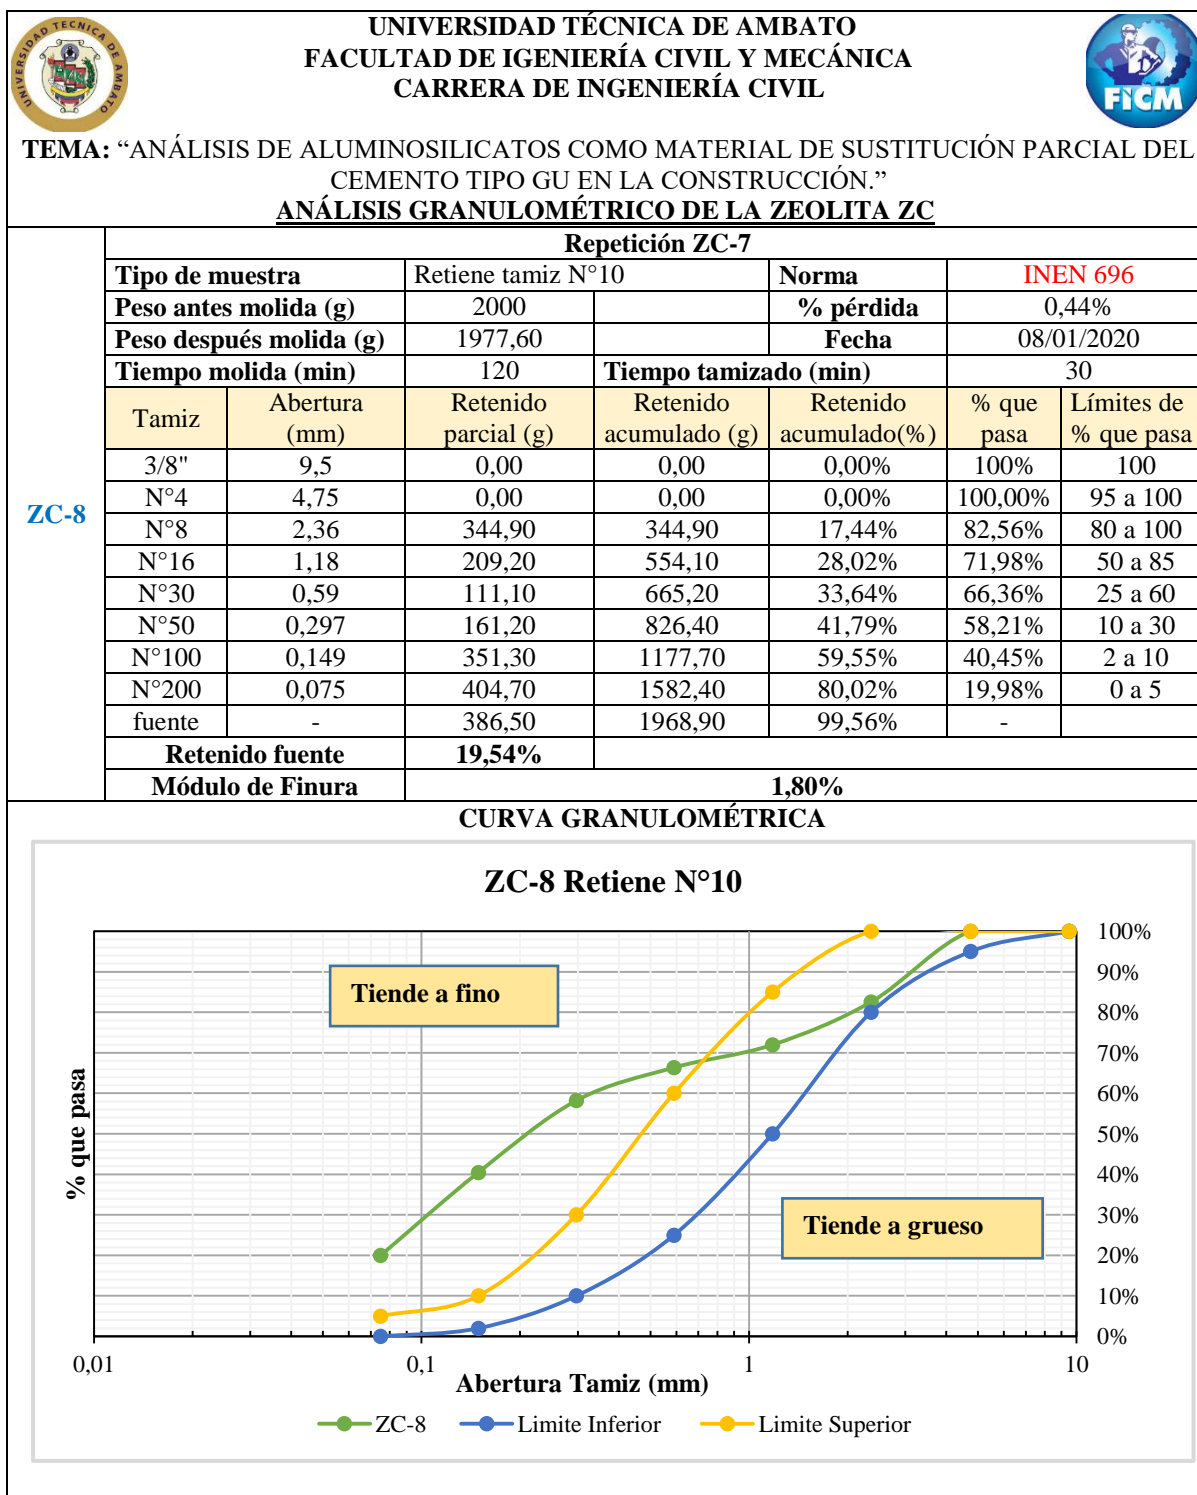 UNIVERSIDAD TÉCNICA DE AMBATO
FACULTAD DE IGENIERÍA CIVIL Y MECÁNICA
CARRERA DE INGENIERÍA CIVIL
UNIVERSIDAD TECNICA DE AMBATO
FICM
TEMA: “ANÁLISIS DE ALUMINOSILICATOS COMO MATERIAL DE SUSTITUCIÓN PARCIAL DEL
CEMENTO TIPO GU EN LA CONSTRUCCIÓN.”
ANÁLISIS GRANULOMÉTRICO DE LA ZEOLITA ZC
ZC-8
Repetición ZC-7
Tipo de muestra Retiene tamiz N°10 Norma INEN 696
Peso antes molida (g) 2000 % pérdida 0,44%
Peso después molida (g) 1977,60 Fecha 08/01/2020
Tiempo molida (min) 120 Tiempo tamizado (min) 30
Tamiz Abertura (mm) Retenido parcial (g) Retenido acumulado (g) Retenido acumulado(%) % que pasa Límites de % que pasa
3/8" 9,5 0,00 0,00 0,00% 100% 100
N°4 4,75 0,00 0,00 0,00% 100,00% 95 a 100
N°8 2,36 344,90 344,90 17,44% 82,56% 80 a 100
N°16 1,18 209,20 554,10 28,02% 71,98% 50 a 85
N°30 0,59 111,10 665,20 33,64% 66,36% 25 a 60
N°50 0,297 161,20 826,40 41,79% 58,21% 10 a 30
N°100 0,149 351,30 1177,70 59,55% 40,45% 2 a 10
N°200 0,075 404,70 1582,40 80,02% 19,98% 0 a 5
fuente - 386,50 1968,90 99,56% -
Retenido fuente 19,54%
Módulo de Finura 1,80%
CURVA GRANULOMÉTRICA
ZC-8 Retiene N°10
Tiende a fino
Tiende a grueso
% que pasa
100%
90%
80%
70%
60%
50%
40%
30%
20%
10%
0%
0,01 0,1 1 10
Abertura Tamiz (mm)
ZC-8 Limite Inferior Limite Superior